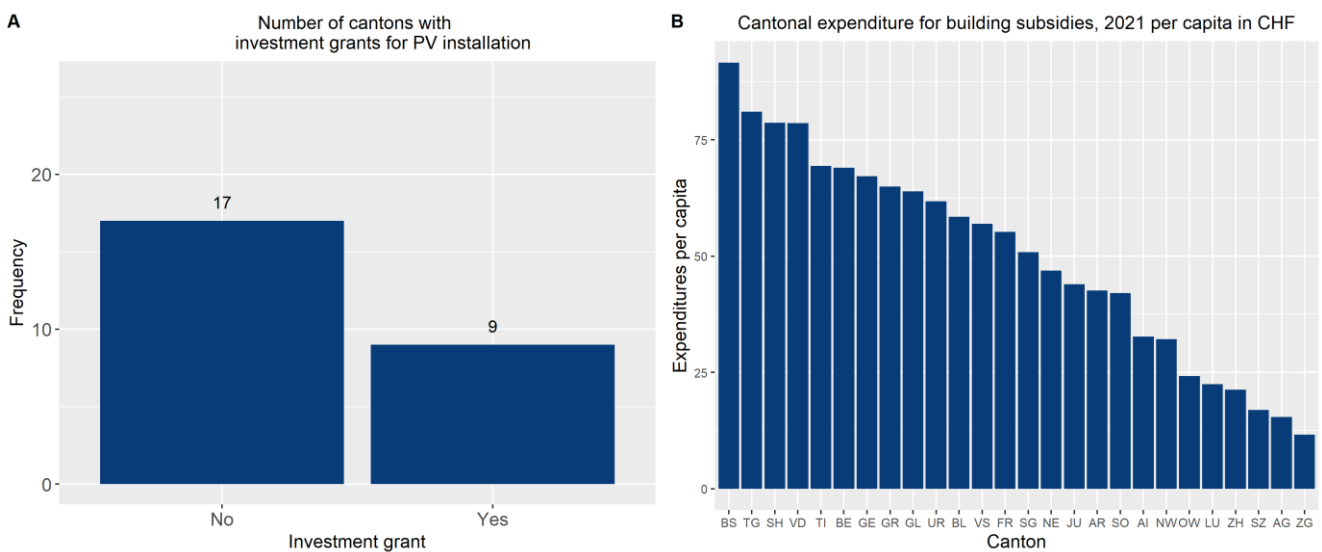 A
Number of cantons with
investment grants for PV installation
Frequency
20
10
0
17
9
No
Yes
Investment grant
B
Cantonal expenditure for building subsidies, 2021 per capita in CHF
Expenditures per capita
75
50
25
0
BS TG SH VD TI BE GE GR GL UR BL VS FR SG NE JU AR SO AI NW OW LU ZH SZ AG ZG
Canton